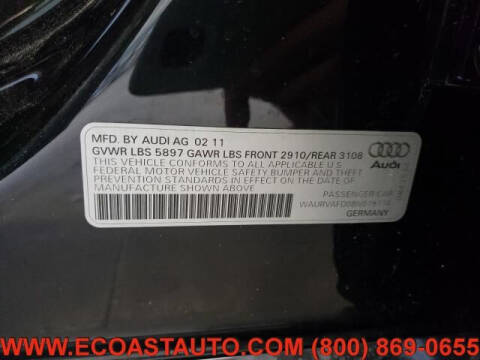 MFD. BY AUDI AG 02 11
GVWR LBS 5897 GAWR LBS FRONT 2910/REAR 3108
THIS VEHICLE CONFORMS TO ALL APPLICABLE U.S.
FEDERAL MOTOR VEHICLE SAFETY BUMPER AND THEFT
PREVENTION STANDARDS IN EFFECT ON THE DATE OF
MANUFACTURE SHOWN ABOVE.
Audi
PASSENGER CAR
GERMANY
WWW.ECOASTAUTO.COM (800) 869-0655